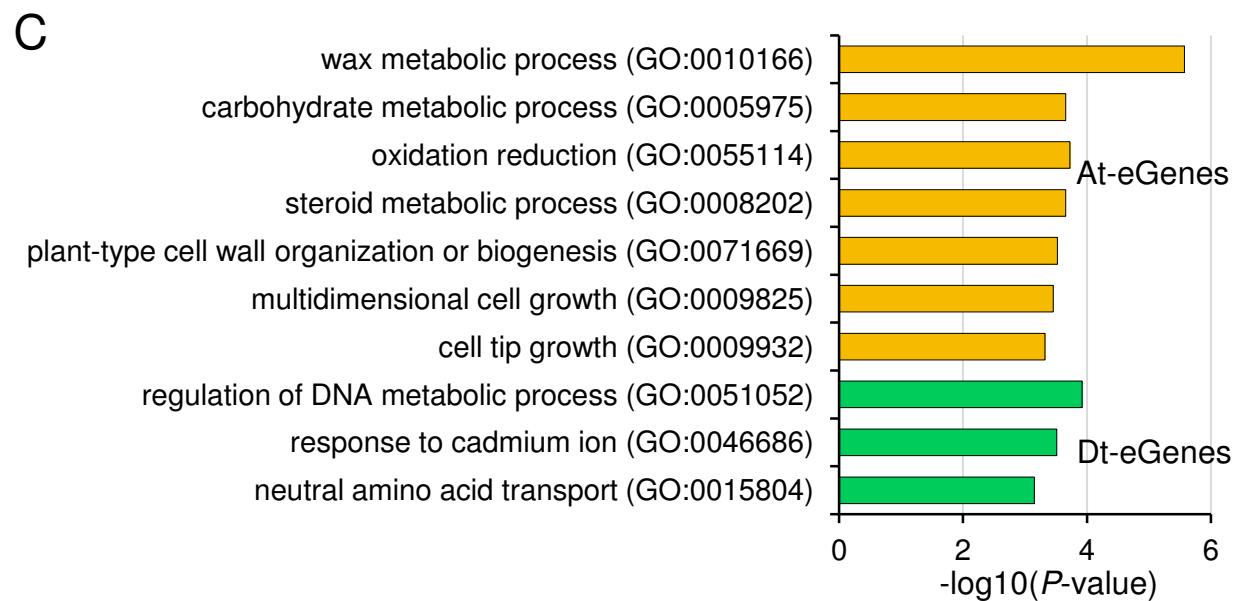 C
wax metabolic process (GO:0010166)
carbohydrate metabolic process (GO:0005975)
oxidation reduction (GO:0055114)
At-eGenes
steroid metabolic process (GO:0008202)
plant-type cell wall organization or biogenesis (GO:0071669)
multidimensional cell growth (GO:0009825)
cell tip growth (GO:0009932)
regulation of DNA metabolic process (GO:0051052)
response to cadmium ion (GO:0046686)
Dt-eGenes
neutral amino acid transport (GO:0015804)
0 2 4 6
-log10(P-value)